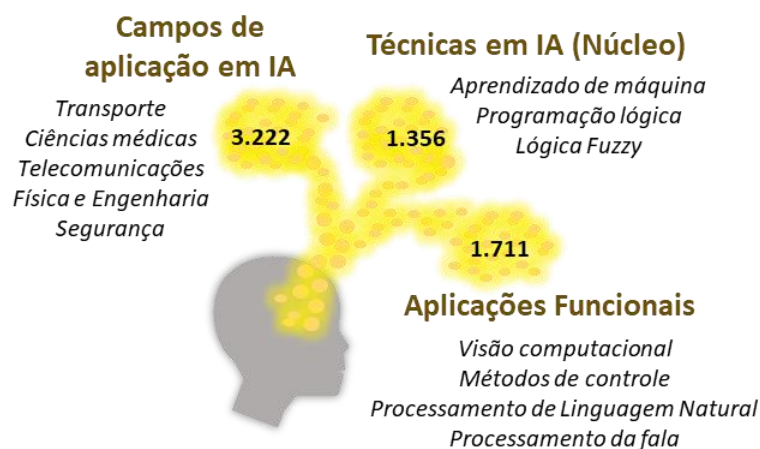 Campos de
aplicação em IA
Transporte
Ciências médicas
Telecomunicações
Física e Engenharia
Segurança
3.222
Técnicas em IA (Núcleo)
Aprendizado de máquina
Programação lógica
Lógica Fuzzy
1.356
1.711
Aplicações Funcionais
Visão computacional
Métodos de controle
Processamento de Linguagem Natural
Processamento da fala